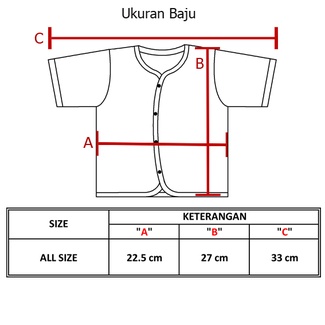 Ukuran Baju
C
B
A
SIZE KETERANGAN
"A" "B" "C"
ALL SIZE 22.5 cm 27 cm 33 cm